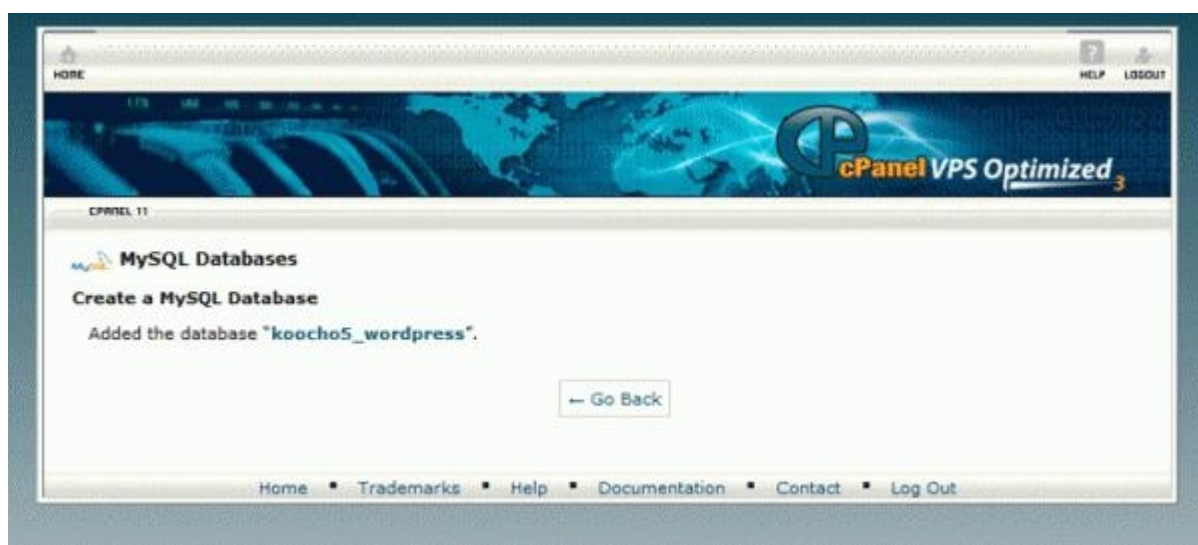 HOME
HELP LOGOUT
cPanel VPS Optimized 3
CPANEL 11
MySQL Databases
Create a MySQL Database
Added the database "koocho5_wordpress".
← Go Back
Home ▪ Trademarks ▪ Help ▪ Documentation ▪ Contact ▪ Log Out